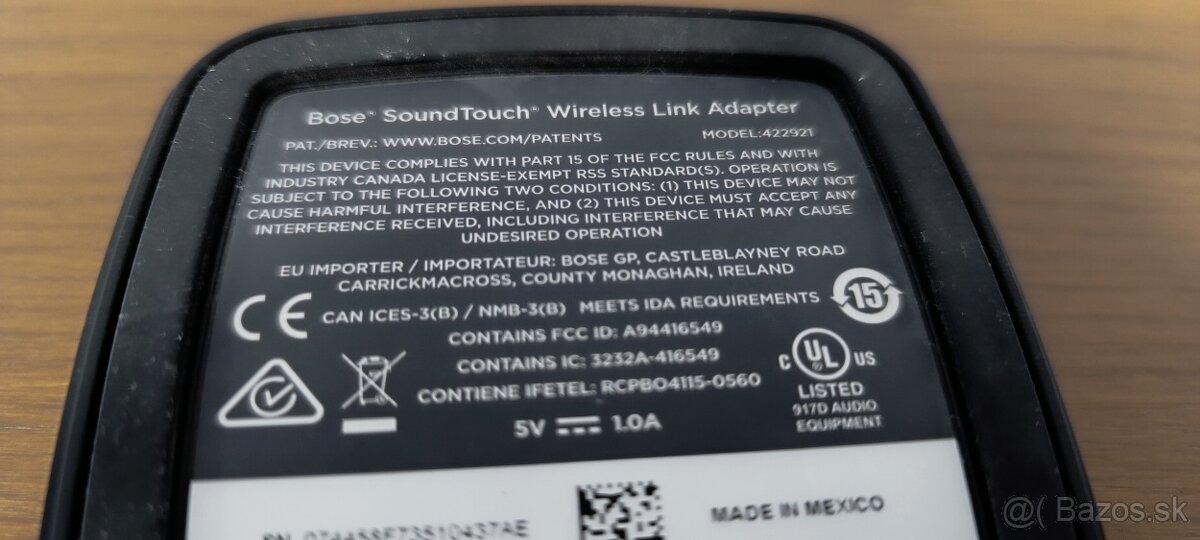 Bose® SoundTouch® Wireless Link Adapter
PAT./BREV.: WWW.BOSE.COM/PATENTS MODEL:422921
THIS DEVICE COMPLIES WITH PART 15 OF THE FCC RULES AND WITH
INDUSTRY CANADA LICENSE-EXEMPT RSS STANDARD(S). OPERATION IS
SUBJECT TO THE FOLLOWING TWO CONDITIONS: (1) THIS DEVICE MAY NOT
CAUSE HARMFUL INTERFERENCE, AND (2) THIS DEVICE MUST ACCEPT ANY
INTERFERENCE RECEIVED, INCLUDING INTERFERENCE THAT MAY CAUSE
UNDESIRED OPERATION
EU IMPORTER / IMPORTATEUR: BOSE GP, CASTLEBLAYNEY ROAD
CARRICKMACROSS, COUNTY MONAGHAN, IRELAND
CE CAN ICES-3(B) / NMB-3(B) MEETS IDA REQUIREMENTS 15
CONTAINS FCC ID: A94416549
CONTAINS IC: 3232A-416549
CONTIENE IFETEL: RCPBO4115-0560
C UL US
LISTED
917D AUDIO
EQUIPMENT
5V 1.0A
MADE IN MEXICO
SN
@( Bazos.sk